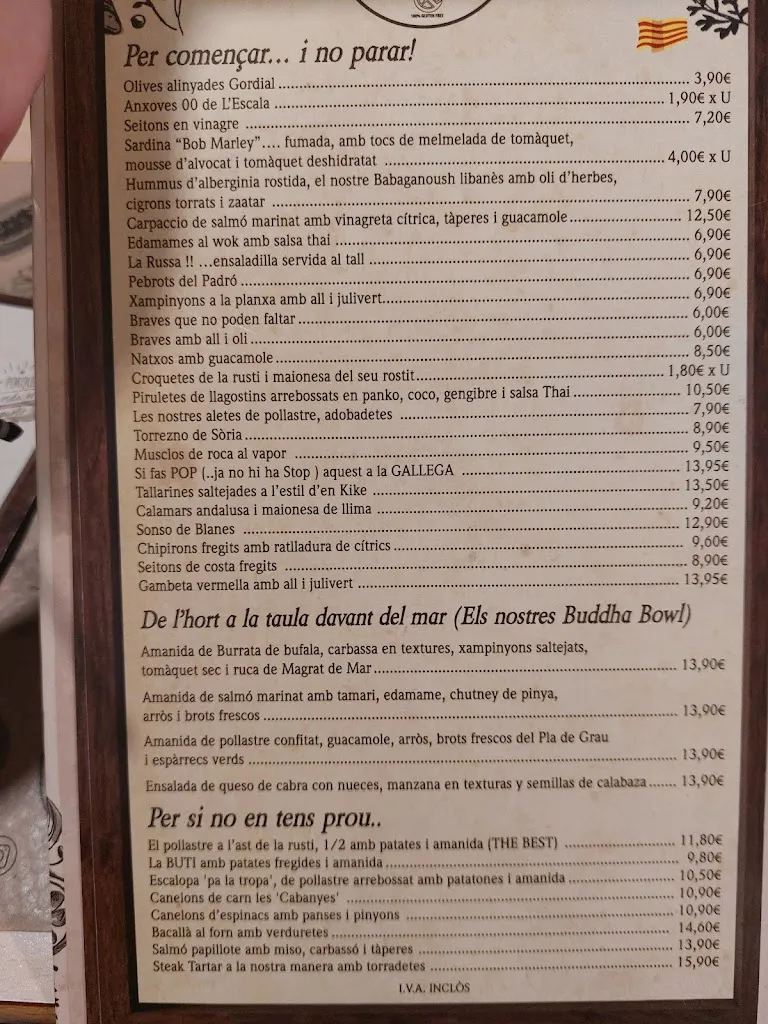 100% GLUTEN FREE
Per començar... i no parar!
Olives alinyades Gordial ........ 3,90€
Anxoves 00 de L'Escala ........ 1,90€ x U
Seitons en vinagre ........ 7,20€
Sardina "Bob Marley".... fumada, amb tocs de melmelada de tomàquet,
mousse d'alvocat i tomàquet deshidratat ........ 4,00€ x U
Hummus d'alberginia rostida, el nostre Babaganoush libanès amb oli d'herbes,
cigrons torrats i zaatar ........ 7,90€
Carpaccio de salmó marinat amb vinagreta cítrica, tàperes i guacamole ........ 12,50€
Edamames al wok amb salsa thai ........ 6,90€
La Russa !! ...ensaladilla servida al tall ........ 6,90€
Pebrots del Padró ........ 6,90€
Xampinyons a la planxa amb all i julivert ........ 6,90€
Braves que no poden faltar ........ 6,00€
Braves amb all i oli ........ 6,00€
Natxos amb guacamole ........ 8,50€
Croquetes de la rusti i maionesa del seu rostit ........ 1,80€ x U
Piruletes de llagostins arrebossats en panko, coco, gengibre i salsa Thai ........ 10,50€
Les nostres aletes de pollastre, adobadetes ........ 7,90€
Torrezno de Sòria ........ 8,90€
Musclos de roca al vapor ........ 9,50€
Si fas POP (..ja no hi ha Stop ) aquest a la GALLEGA ........ 13,95€
Tallarines saltejades a l'estil d'en Kike ........ 13,50€
Calamars andalusa i maionesa de llima ........ 9,20€
Sonso de Blanes ........ 12,90€
Chipirons fregits amb ratlladura de cítrics ........ 9,60€
Seitons de costa fregits ........ 8,90€
Gambeta vermella amb all i julivert ........ 13,95€
De l'hort a la taula davant del mar (Els nostres Buddha Bowl)
Amanida de Burrata de bufala, carbassa en textures, xampinyons saltejats,
tomàquet sec i ruca de Magrat de Mar ........ 13,90€
Amanida de salmó marinat amb tamari, edamame, chutney de pinya,
arròs i brots frescos ........ 13,90€
Amanida de pollastre confitat, guacamole, arròs, brots frescos del Pla de Grau
i espàrrecs verds ........ 13,90€
Ensalada de queso de cabra con nueces, manzana en texturas y semillas de calabaza ....... 13,90€
Per si no en tens prou..
El pollastre a l'ast de la rusti, 1/2 amb patates i amanida (THE BEST) ........ 11,80€
La BUTI amb patates fregides i amanida ........ 9,80€
Escalopa 'pa la tropa', de pollastre arrebossat amb patatones i amanida ........ 10,50€
Canelons de carn les 'Cabanyes' ........ 10,90€
Canelons d'espinacs amb panses i pinyons ........ 10,90€
Bacallà al forn amb verduretes ........ 14,60€
Salmó papillote amb miso, carbassó i tàperes ........ 13,90€
Steak Tartar a la nostra manera amb torradetes ........ 15,90€
I.V.A. INCLÒS